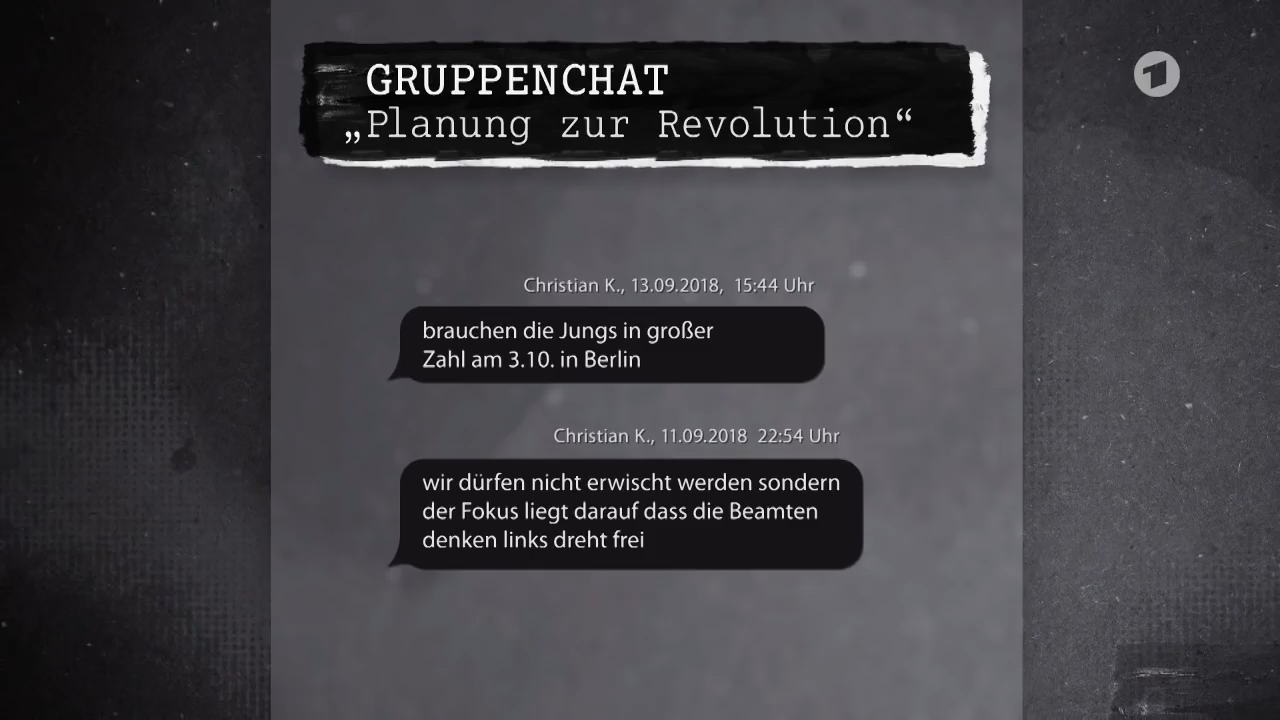 GRUPPENCHAT
„Planung zur Revolution“
Christian K., 13.09.2018, 15:44 Uhr
brauchen die Jungs in großer
Zahl am 3.10. in Berlin
Christian K., 11.09.2018 22:54 Uhr
wir dürfen nicht erwischt werden sondern
der Fokus liegt darauf dass die Beamten
denken links dreht frei